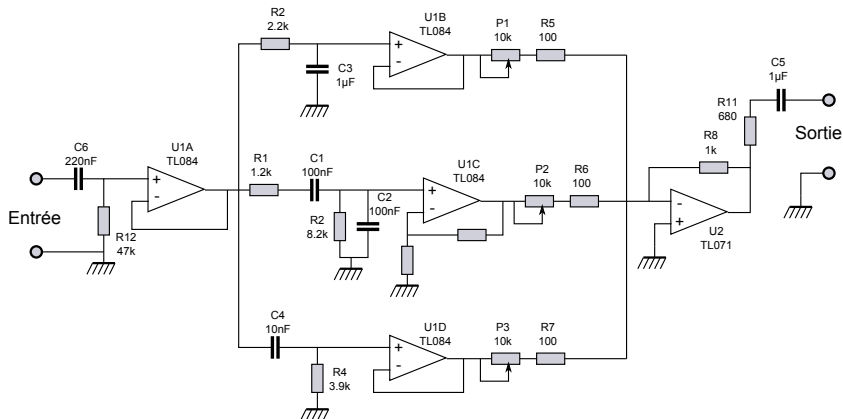 R2
2.2k
C3
1µF
U1B
TL084
+
-
P1
10k
R5
100
C6
220nF
Entrée
R12
47k
U1A
TL084
+
-
R1
1.2k
C1
100nF
R2
8.2k
C2
100nF
U1C
TL084
+
-
P2
10k
R6
100
C4
10nF
R4
3.9k
U1D
TL084
+
-
P3
10k
R7
100
R8
1k
-
+
U2
TL071
R11
680
C5
1µF
Sortie